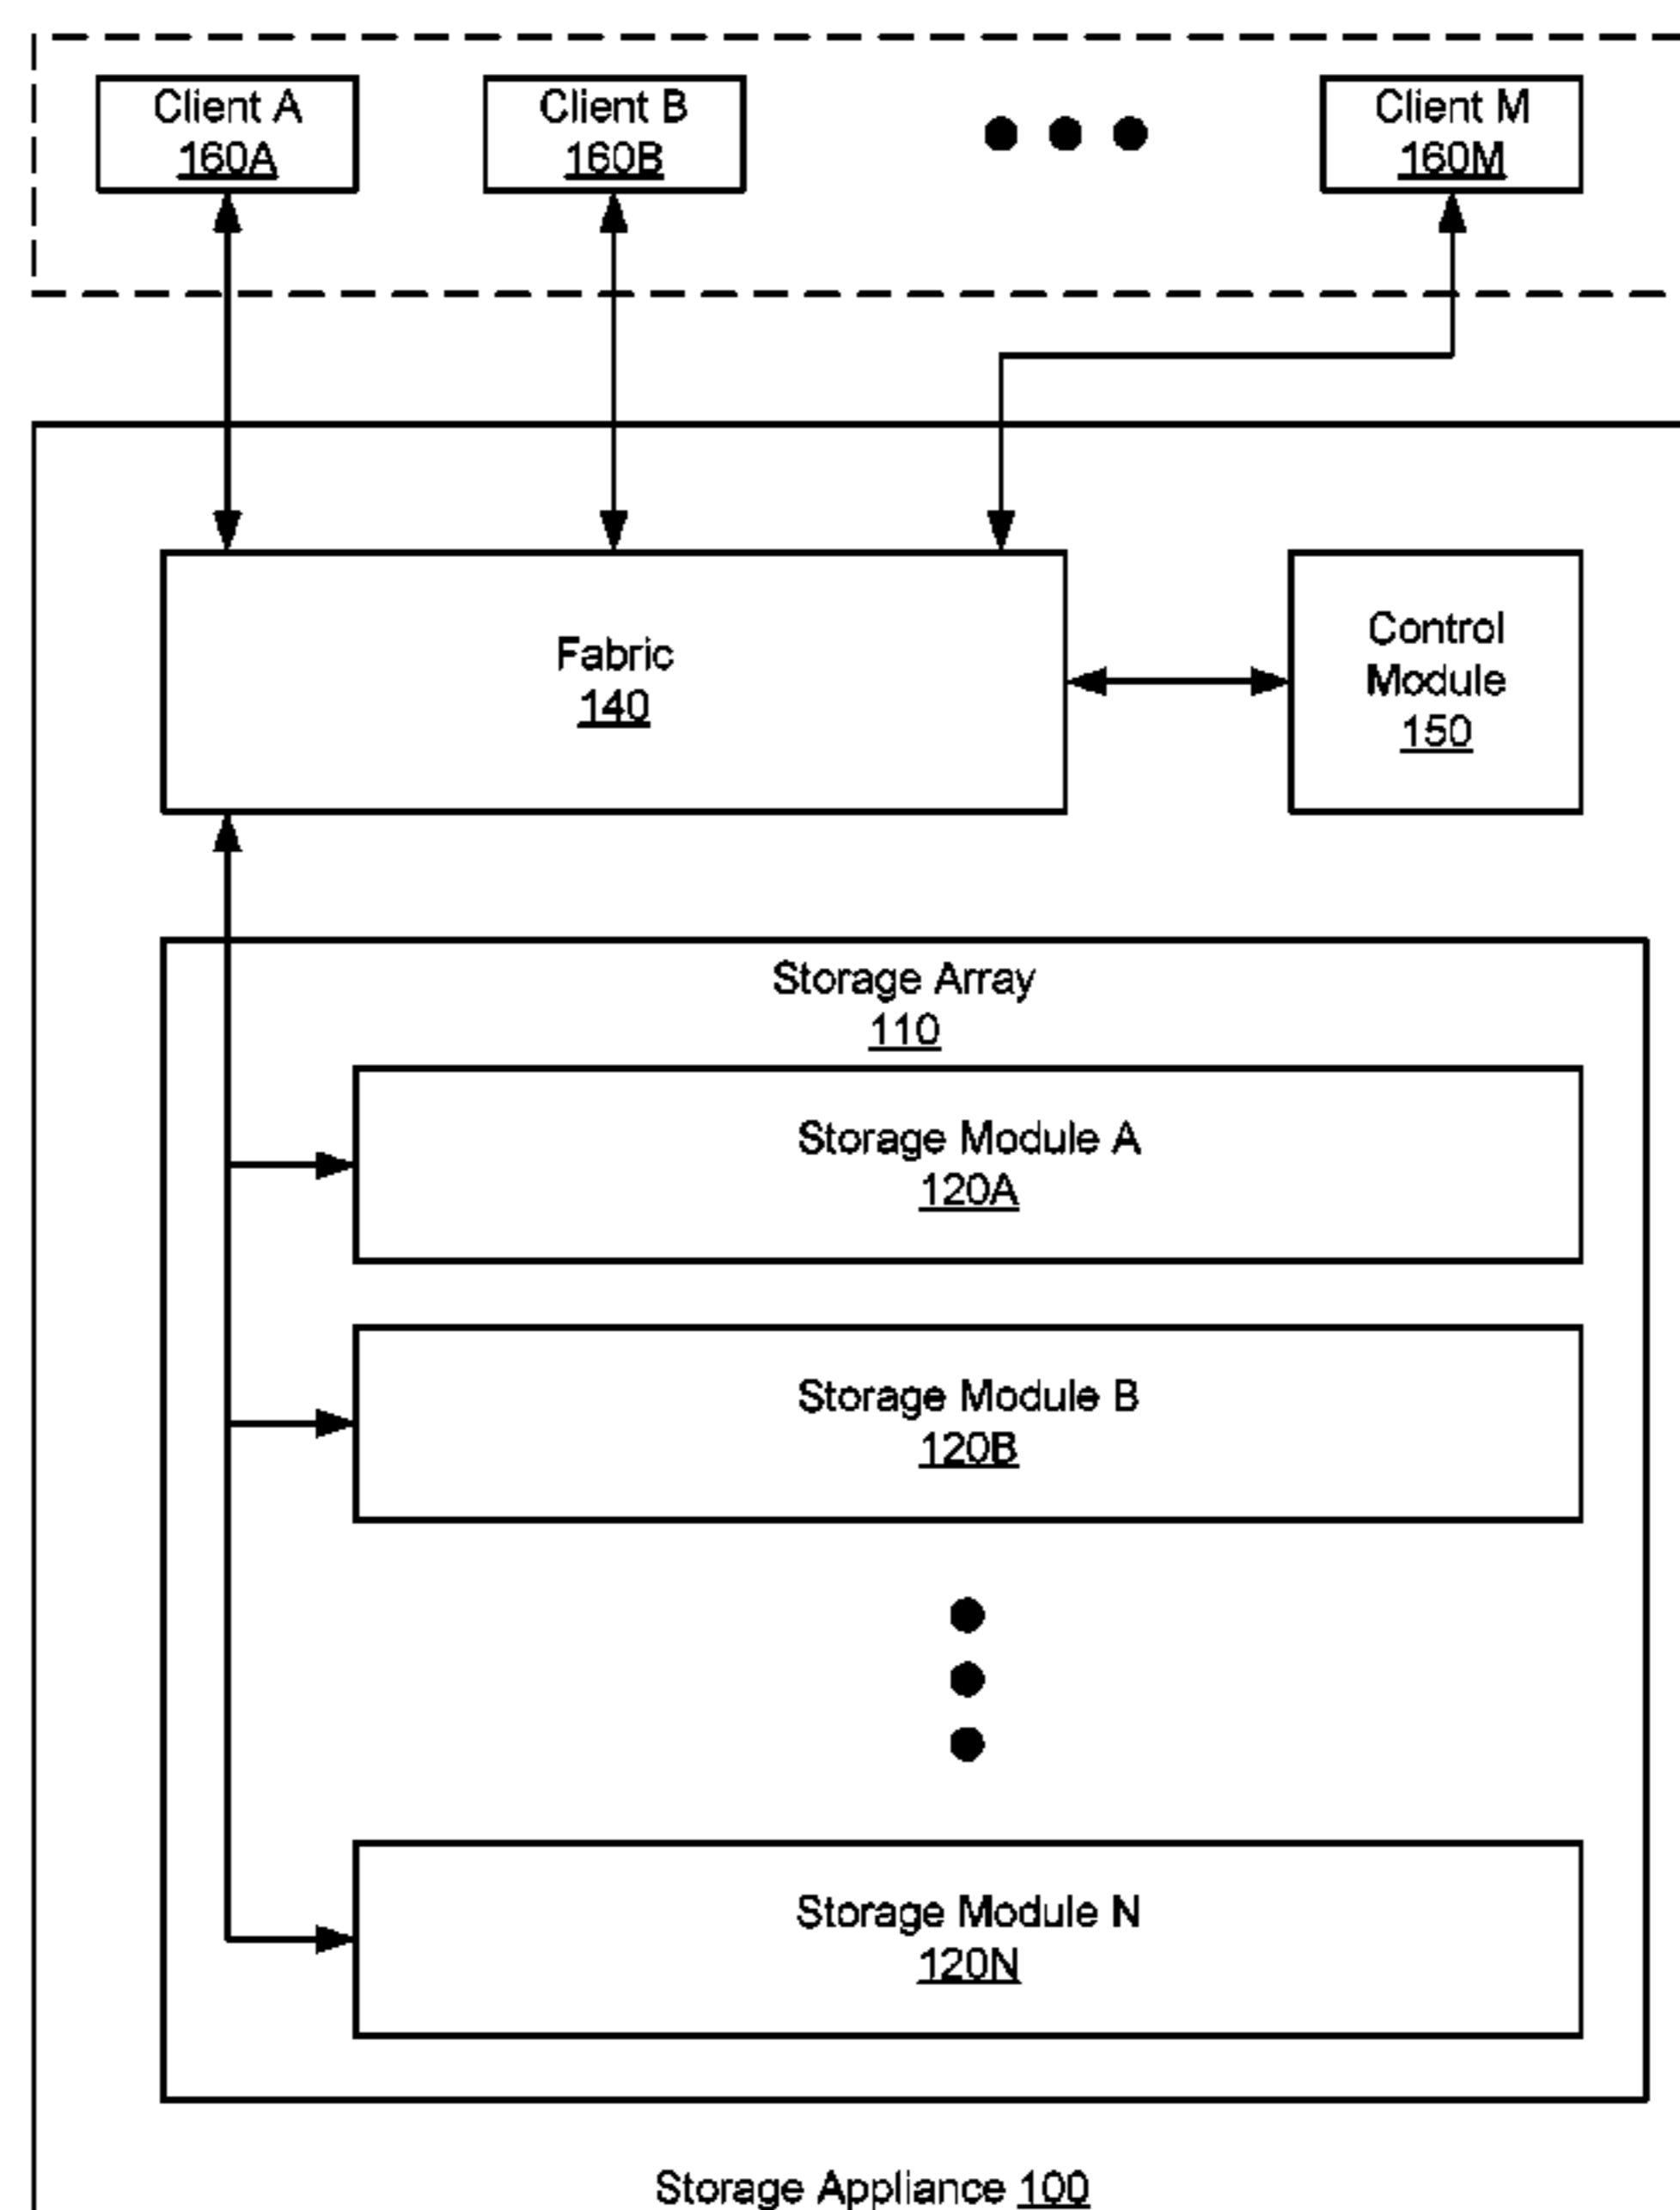 Client A
160A
Client B
160B
Client M
160M
Fabric
140
Control
Module
150
Storage Array
110
Storage Module A
120A
Storage Module B
120B
Storage Module N
120N
Storage Appliance 100